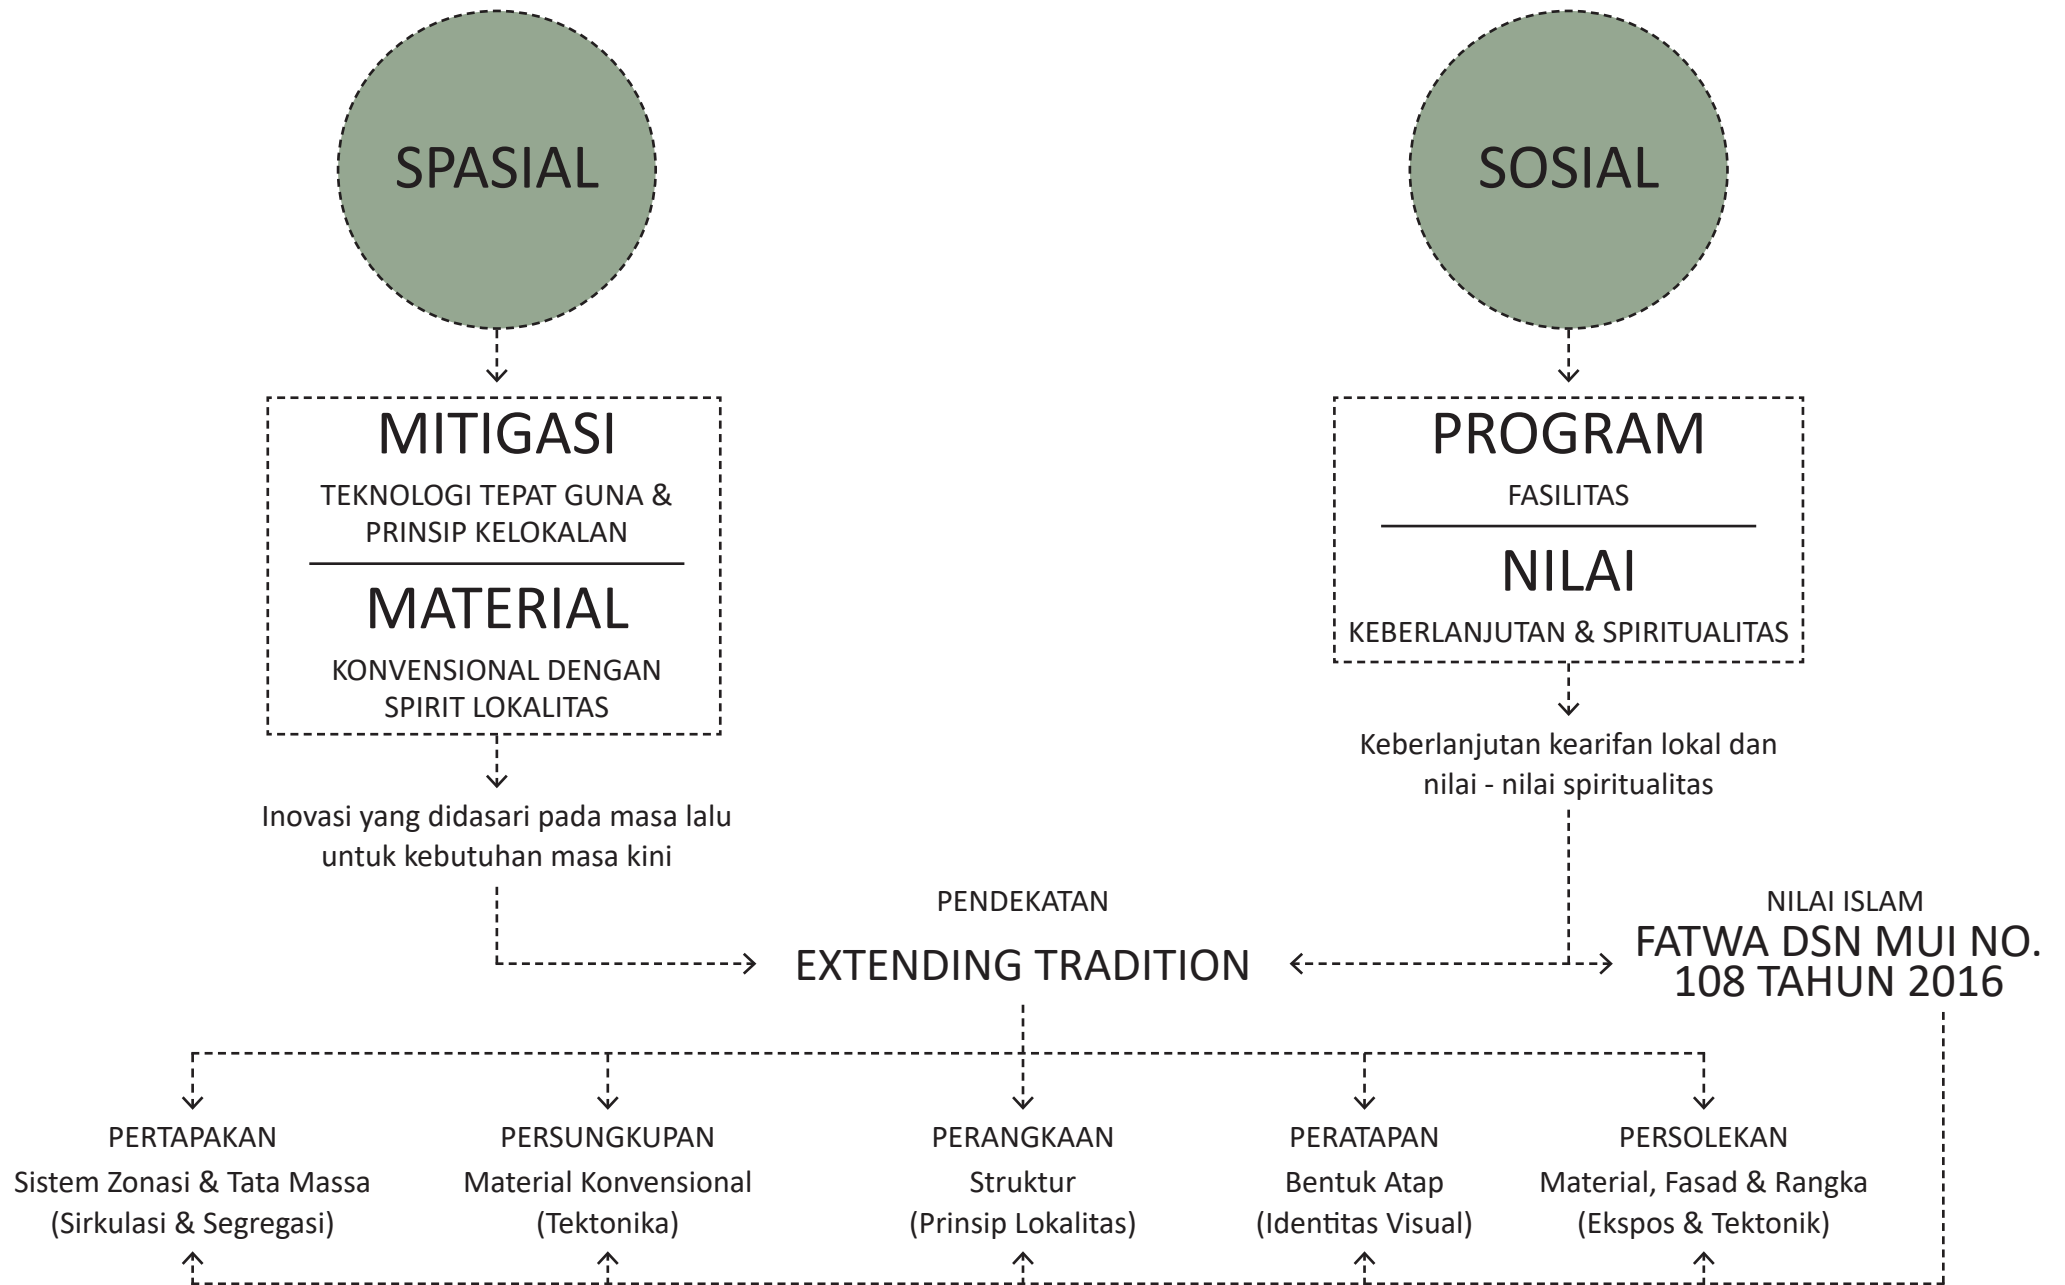 SPASIAL
SOSIAL
MITIGASI
TEKNOLOGI TEPAT GUNA &
PRINSIP KELOKALAN
MATERIAL
KONVENSIONAL DENGAN
SPIRIT LOKALITAS
PROGRAM
FASILITAS
NILAI
KEBERLANJUTAN & SPIRITUALITAS
Inovasi yang didasari pada masa lalu
untuk kebutuhan masa kini
Keberlanjutan kearifan lokal dan
nilai - nilai spiritualitas
PENDEKATAN
EXTENDING TRADITION
NILAI ISLAM
FATWA DSN MUI NO.
108 TAHUN 2016
PERTAPAKAN
Sistem Zonasi & Tata Massa
(Sirkulasi & Segregasi)
PERSUNGKUPAN
Material Konvensional
(Tektonika)
PERANGKAAN
Struktur
(Prinsip Lokalitas)
PERATAPAN
Bentuk Atap
(Identitas Visual)
PERSOLEKAN
Material, Fasad & Rangka
(Ekspos & Tektonik)